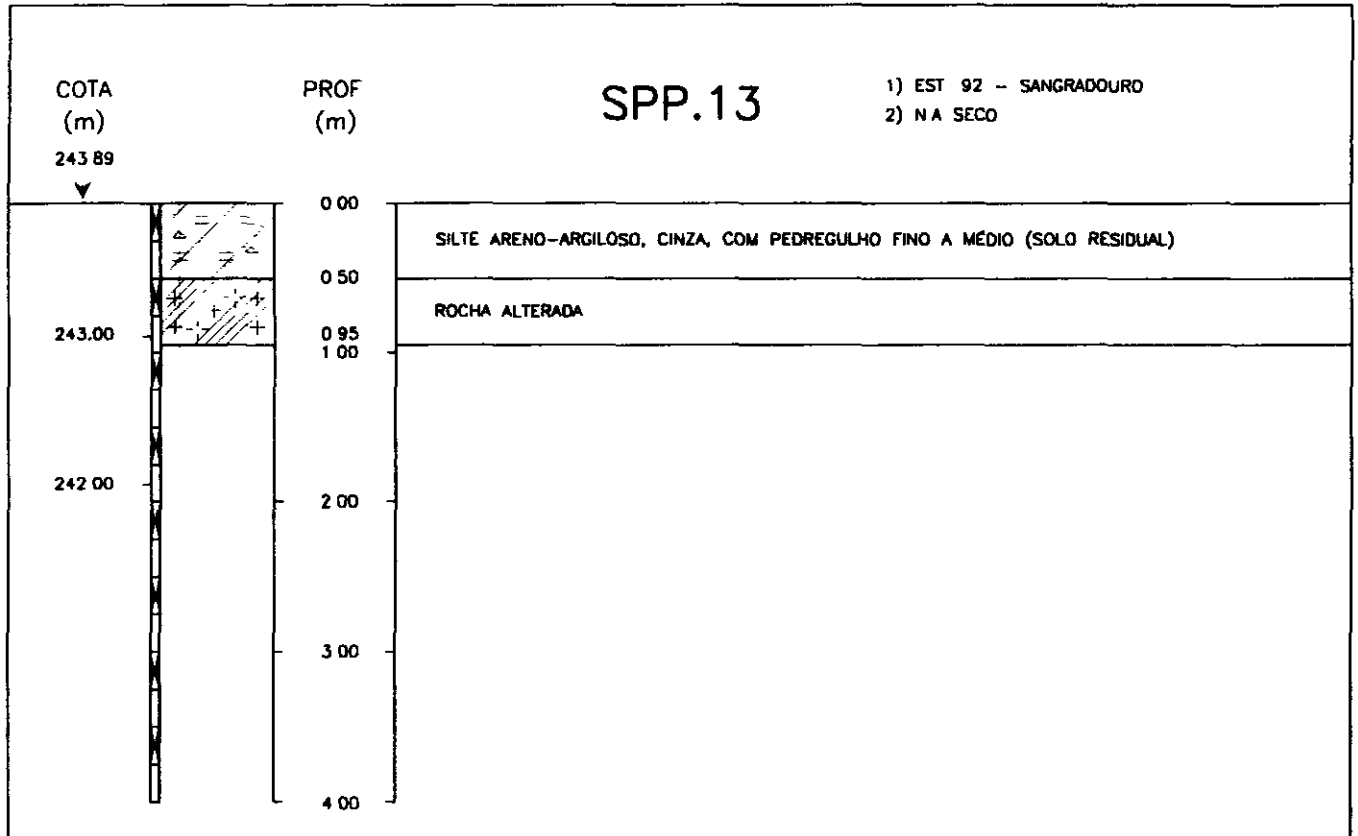 COTA
(m)
243 89
PROF
(m)
SPP.13
1) EST 92 – SANGRADOURO
2) N A SECO
0 00
SILTE ARENO-ARGILOSO, CINZA, COM PEDREGULHO FINO A MÉDIO (SOLO RESIDUAL)
0 50
ROCHA ALTERADA
243.00
0 95
1 00
242 00
2 00
3 00
4 00